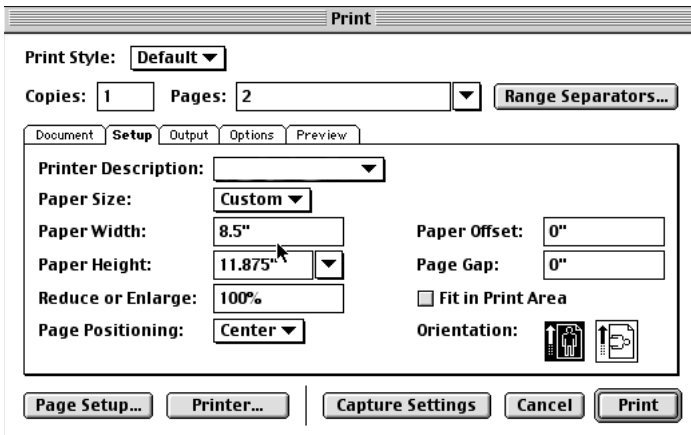 Print
Print Style: Default
Copies: 1 Pages: 2 Range Separators...
Document Setup Output Options Preview
Printer Description:
Paper Size: Custom
Paper Width: 8.5" Paper Offset: 0"
Paper Height: 11.875" Page Gap: 0"
Reduce or Enlarge: 100% Fit in Print Area
Page Positioning: Center Orientation:
Page Setup... Printer... Capture Settings Cancel Print